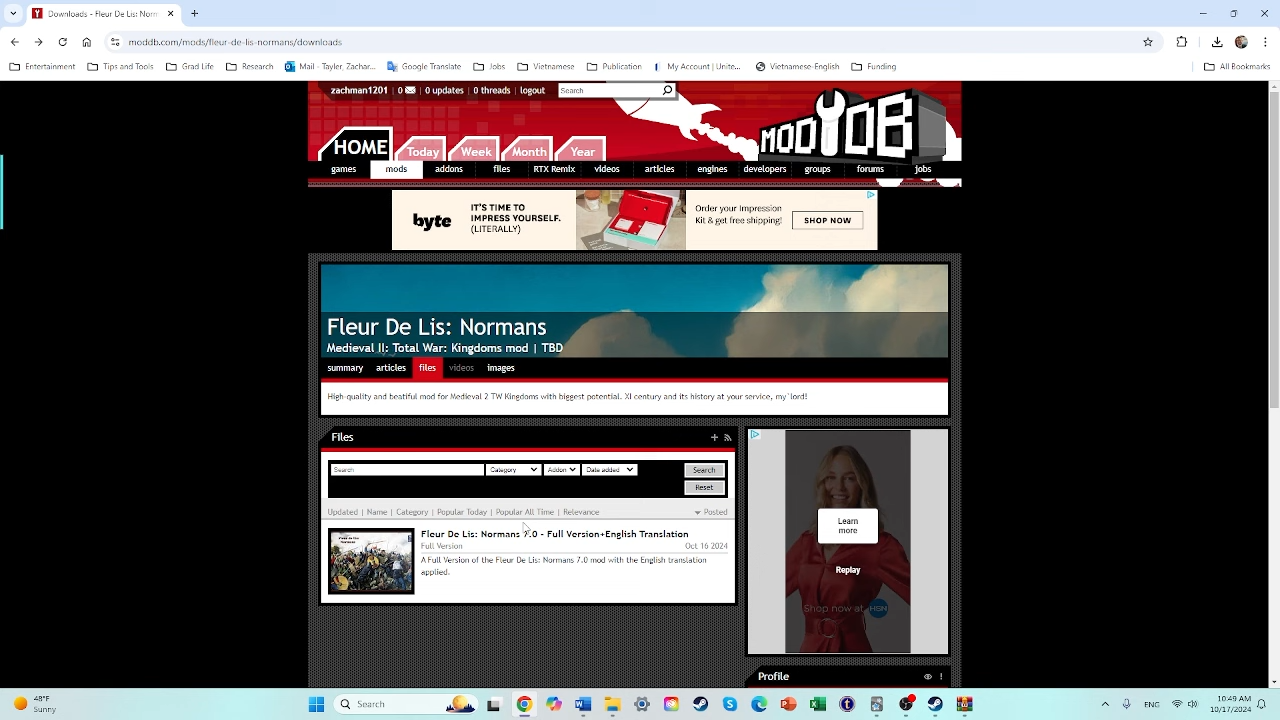 Downloads - Fleur De Lis: Norm
moddb.com/mods/fleur-de-lis-normans/downloads
Entertainment
Tips and Tools
Grad Life
Research
Mail - Tayler, Zachar...
Google Translate
Jobs
Vietnamese
Publication
My Account | Unite...
Vietnamese-English
Funding
All Bookmarks
zachman1201 | 0 | 0 updates | 0 threads | logout
Search
MODDB
HOME
Today
Week
Month
Year
games
mods
addons
files
RTX Remix
videos
articles
engines
developers
groups
forums
jobs
byte
IT'S TIME TO
IMPRESS YOURSELF.
(LITERALLY)
Order your Impression
Kit & get free shipping!
SHOP NOW
Fleur De Lis: Normans
Medieval II: Total War: Kingdoms mod | TBD
summary
articles
files
videos
images
High-quality and beatiful mod for Medieval 2 TW Kingdoms with biggest potential. XI century and its history at your service, my`lord!
Files
Search
Category
Addon
Date added
Search
Reset
Updated | Name | Category | Popular Today | Popular All Time | Relevance
Posted
Fleur De Lis: Normans 7.0 - Full Version+English Translation
Full Version
Oct 16 2024
A Full Version of the Fleur De Lis: Normans 7.0 mod with the English translation
applied.
Learn
more
Replay
Shop now at H&M
Profile
48°F
Sunny
Search
ENG
10:49 AM
10/17/2024